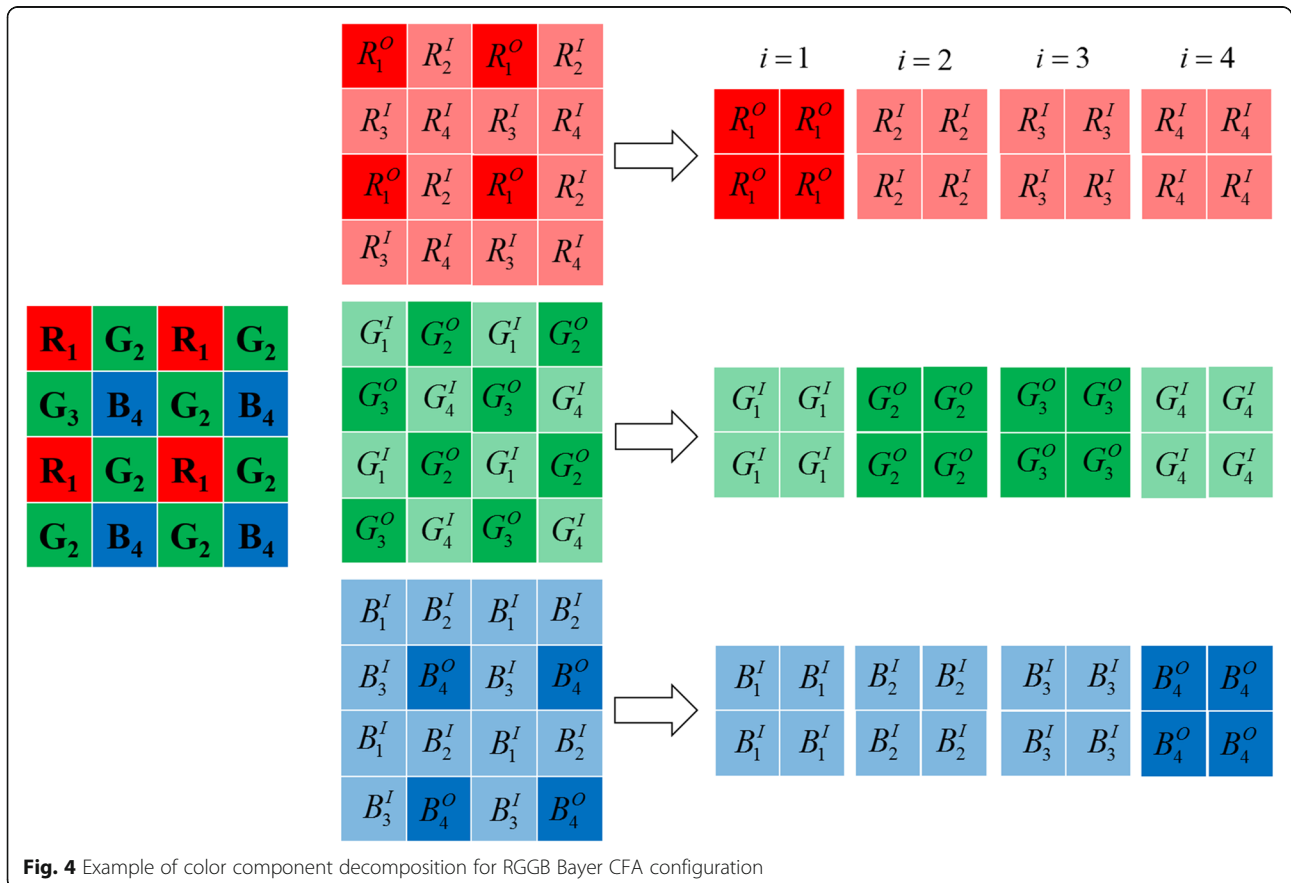 R₁ G₂ R₁ G₂
G₃ B₄ G₂ B₄
R₁ G₂ R₁ G₂
G₂ B₄ G₂ B₄
R₁ᴼ R₂ᴵ R₁ᴼ R₂ᴵ
R₃ᴵ R₄ᴵ R₃ᴵ R₄ᴵ
R₁ᴼ R₂ᴵ R₁ᴼ R₂ᴵ
R₃ᴵ R₄ᴵ R₃ᴵ R₄ᴵ
i = 1 i = 2 i = 3 i = 4
R₁ᴼ R₁ᴼ R₂ᴵ R₂ᴵ R₃ᴵ R₃ᴵ R₄ᴵ R₄ᴵ
R₁ᴼ R₁ᴼ R₂ᴵ R₂ᴵ R₃ᴵ R₃ᴵ R₄ᴵ R₄ᴵ
G₁ᴵ G₂ᴼ G₁ᴵ G₂ᴼ
G₃ᴼ G₄ᴵ G₃ᴼ G₄ᴵ
G₁ᴵ G₂ᴼ G₁ᴵ G₂ᴼ
G₃ᴼ G₄ᴵ G₃ᴼ G₄ᴵ
G₁ᴵ G₁ᴵ G₂ᴼ G₂ᴼ G₃ᴼ G₃ᴼ G₄ᴵ G₄ᴵ
G₁ᴵ G₁ᴵ G₂ᴼ G₂ᴼ G₃ᴼ G₃ᴼ G₄ᴵ G₄ᴵ
B₁ᴵ B₂ᴵ B₁ᴵ B₂ᴵ
B₃ᴵ B₄ᴼ B₃ᴵ B₄ᴼ
B₁ᴵ B₂ᴵ B₁ᴵ B₂ᴵ
B₃ᴵ B₄ᴼ B₃ᴵ B₄ᴼ
B₁ᴵ B₁ᴵ B₂ᴵ B₂ᴵ B₃ᴵ B₃ᴵ B₄ᴼ B₄ᴼ
B₁ᴵ B₁ᴵ B₂ᴵ B₂ᴵ B₃ᴵ B₃ᴵ B₄ᴼ B₄ᴼ
Fig. 4 Example of color component decomposition for RGGB Bayer CFA configuration